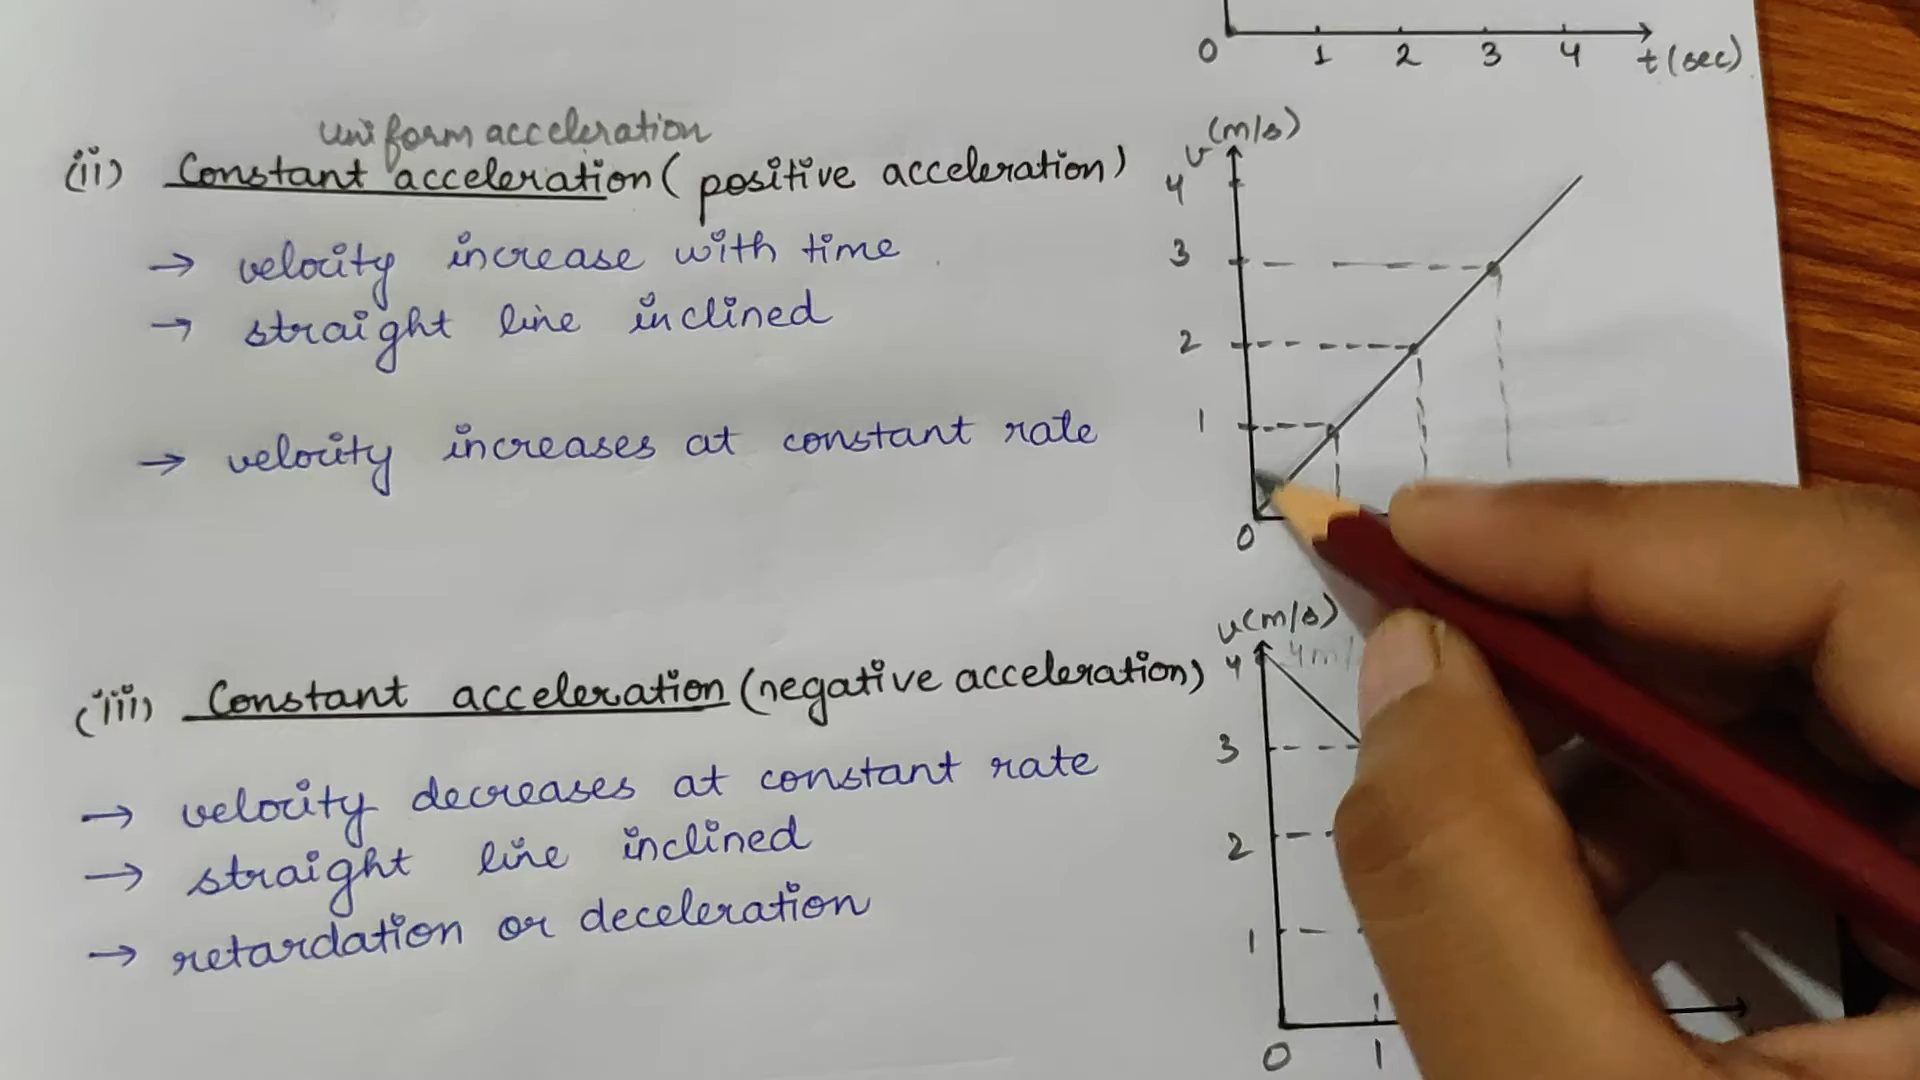 0 1 2 3 4 t(sec)
uniform acceleration
(ii) Constant acceleration (positive acceleration)
→ velocity increase with time
→ straight line inclined
→ velocity increases at constant rate
v(m/s)
4
3
2
1
0
(iii) Constant acceleration (negative acceleration)
→ velocity decreases at constant rate
→ straight line inclined
→ retardation or deceleration
v(m/s)
4
3
2
1
0 1